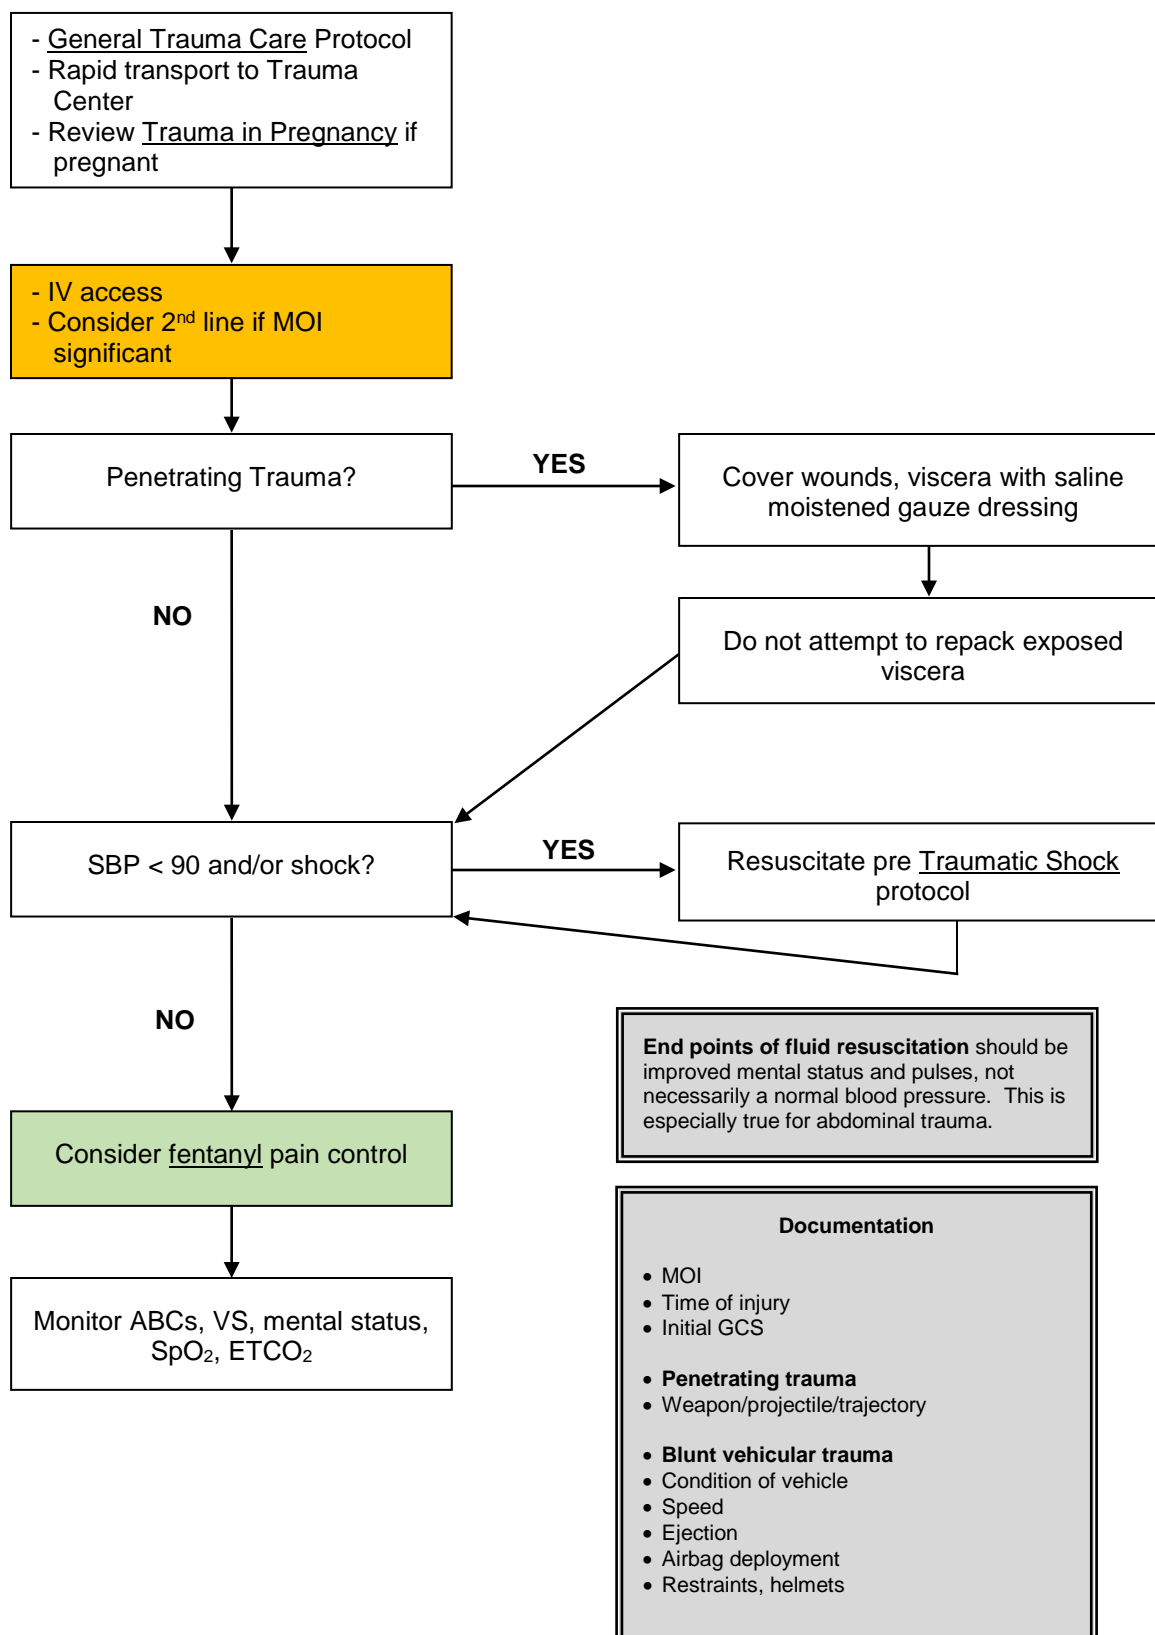 - General Trauma Care Protocol
- Rapid transport to Trauma
Center
- Review Trauma in Pregnancy if
pregnant
- IV access
- Consider 2nd line if MOI
significant
Penetrating Trauma?
YES
Cover wounds, viscera with saline
moistened gauze dressing
NO
Do not attempt to repack exposed
viscera
SBP < 90 and/or shock?
YES
Resuscitate pre Traumatic Shock
protocol
NO
End points of fluid resuscitation should be
improved mental status and pulses, not
necessarily a normal blood pressure.  This is
especially true for abdominal trauma.
Consider fentanyl pain control
Monitor ABCs, VS, mental status,
SpO₂, ETCO₂
Documentation
• MOI
• Time of injury
• Initial GCS
• Penetrating trauma
• Weapon/projectile/trajectory
• Blunt vehicular trauma
• Condition of vehicle
• Speed
• Ejection
• Airbag deployment
• Restraints, helmets